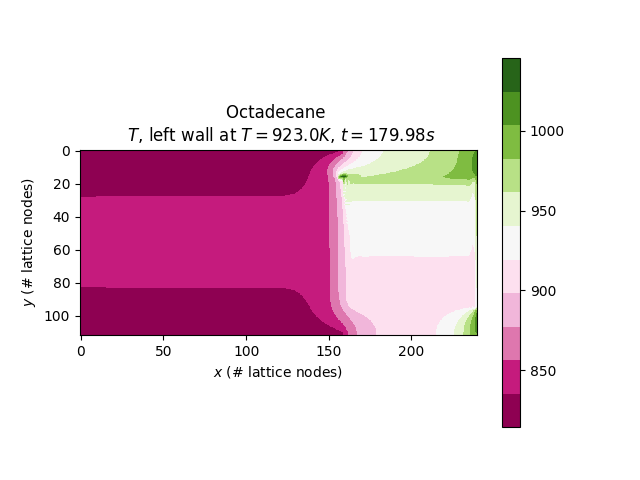 Octadecane
T, left wall at T = 923.0K, t = 179.98s
0
20
40
60
80
100
y (# lattice nodes)
0 50 100 150 200
x (# lattice nodes)
1000
950
900
850